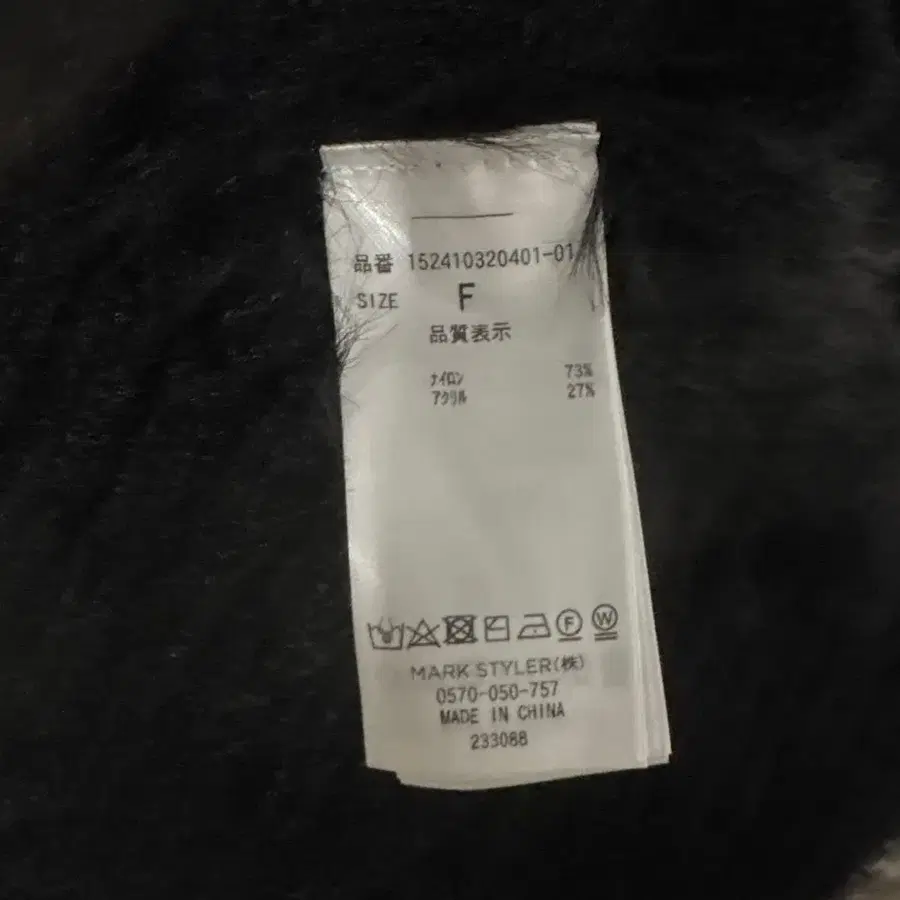 品番 152410320401-01
SIZE F
品質表示
ナイロン 73%
アクリル 27%
F W
MARK STYLER(株)
0570-050-757
MADE IN CHINA
233088